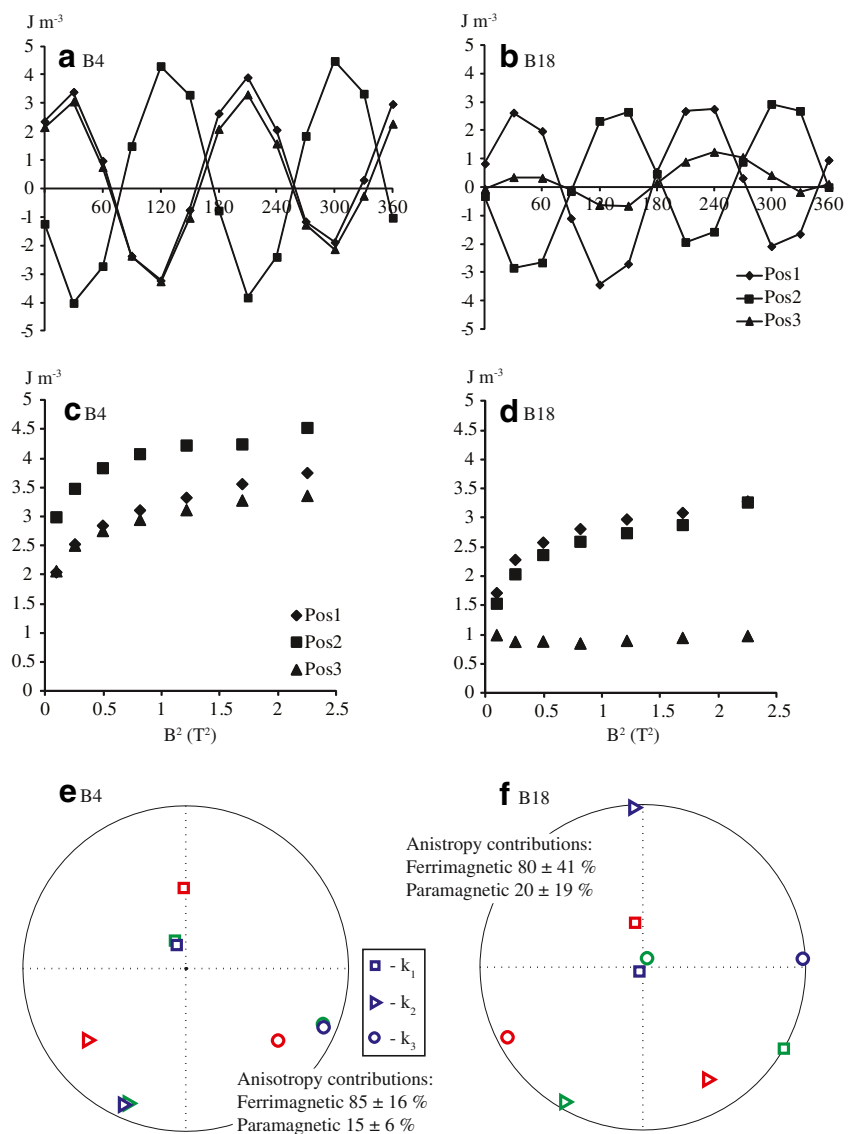 J m⁻³
a B4
5
4
3
2
1
0
-1
-2
-3
-4
-5
60 120 180 240 300 360
J m⁻³
b B18
5
4
3
2
1
0
-1
-2
-3
-4
-5
60 120 180 240 300 360
Pos1
Pos2
Pos3
J m⁻³
c B4
5
4.5
4
3.5
3
2.5
2
1.5
1
0.5
0
Pos1
Pos2
Pos3
0 0.5 1 1.5 2 2.5
B² (T²)
J m⁻³
d B18
5
4.5
4
3.5
3
2.5
2
1.5
1
0.5
0
0 0.5 1 1.5 2 2.5
B² (T²)
e B4
- k₁
- k₂
- k₃
Anisotropy contributions:
Ferrimagnetic 85 ± 16 %
Paramagnetic 15 ± 6 %
f B18
Anistropy contributions:
Ferrimagnetic 80 ± 41 %
Paramagnetic 20 ± 19 %